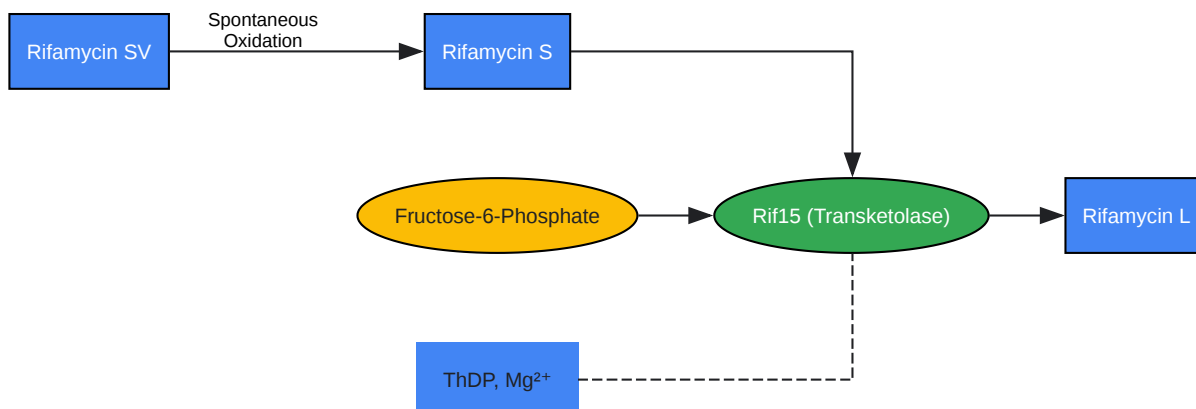 Rifamycin SV
Spontaneous
Oxidation
Rifamycin S
Fructose-6-Phosphate
Rif15 (Transketolase)
Rifamycin L
ThDP, Mg²⁺